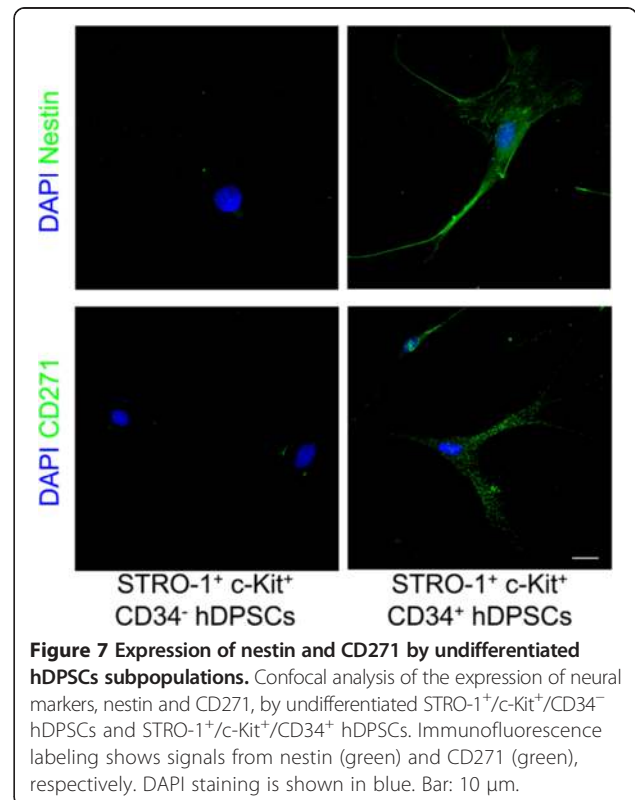 DAPI Nestin
DAPI CD271
STRO-1⁺ c-Kit⁺
CD34⁻ hDPSCs
STRO-1⁺ c-Kit⁺
CD34⁺ hDPSCs
Figure 7 Expression of nestin and CD271 by undifferentiated
hDPSCs subpopulations. Confocal analysis of the expression of neural
markers, nestin and CD271, by undifferentiated STRO-1⁺/c-Kit⁺/CD34⁻
hDPSCs and STRO-1⁺/c-Kit⁺/CD34⁺ hDPSCs. Immunofluorescence
labeling shows signals from nestin (green) and CD271 (green),
respectively. DAPI staining is shown in blue. Bar: 10 μm.